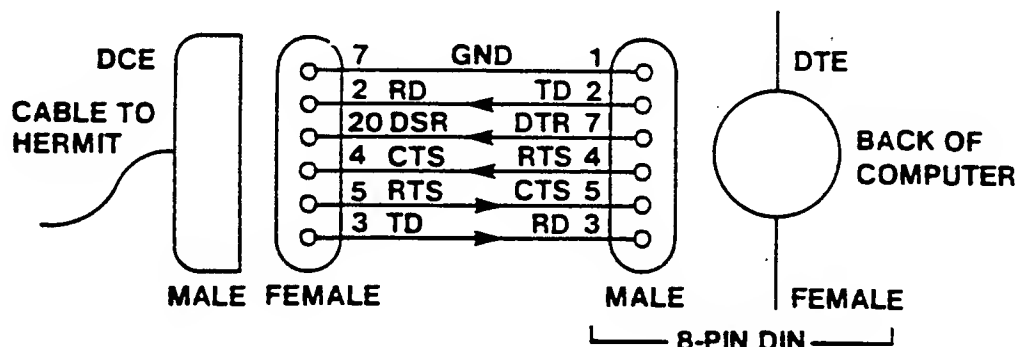 DCE
CABLE TO
HERMIT
7 GND 1
2 RD TD 2
20 DSR DTR 7
4 CTS RTS 4
5 RTS CTS 5
3 TD RD 3
MALE FEMALE
MALE
DTE
BACK OF
COMPUTER
FEMALE
8-PIN DIN